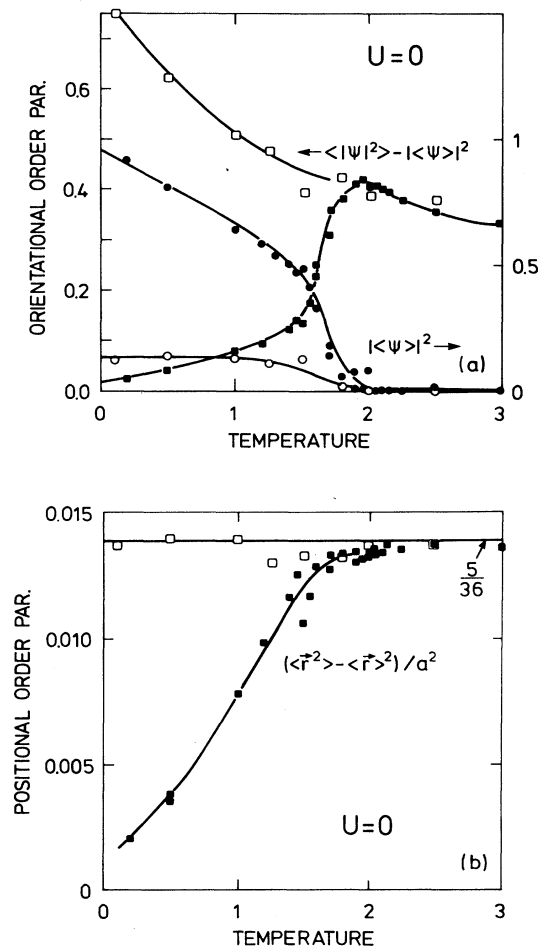 U=0
0.6
0.4
0.2
0.0
1
0.5
0
<|Ψ|²>-|<Ψ>|²
|<Ψ>|²
(a)
ORIENTATIONAL ORDER PAR.
0 1 2 3
TEMPERATURE
0.015
0.010
0.005
0
5/36
(<r⃗²>-<r⃗>²)/a²
U=0
(b)
POSITIONAL ORDER PAR.
0 1 2 3
TEMPERATURE